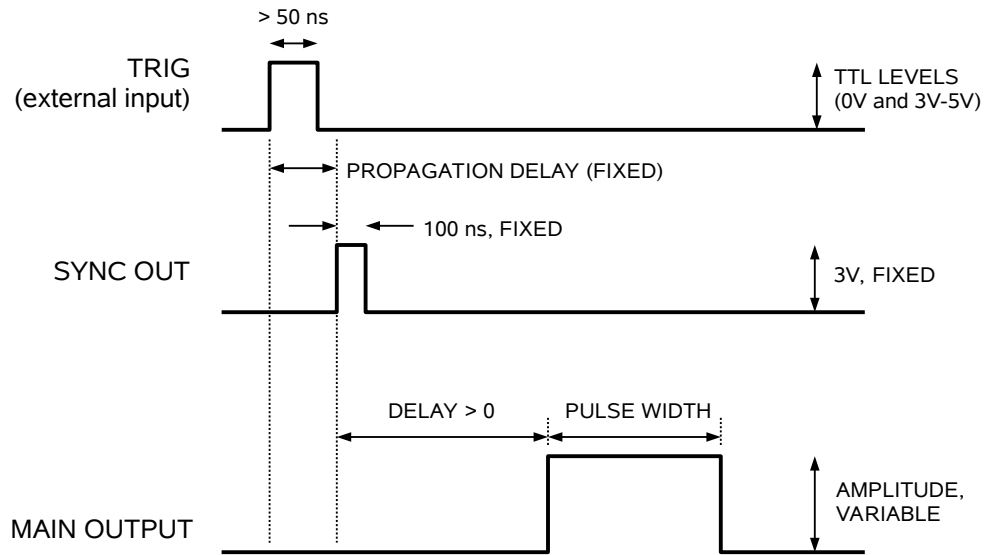 > 50 ns
TRIG
(external input)
TTL LEVELS
(0V and 3V-5V)
PROPAGATION DELAY (FIXED)
100 ns, FIXED
SYNC OUT
3V, FIXED
DELAY > 0
PULSE WIDTH
AMPLITUDE,
VARIABLE
MAIN OUTPUT